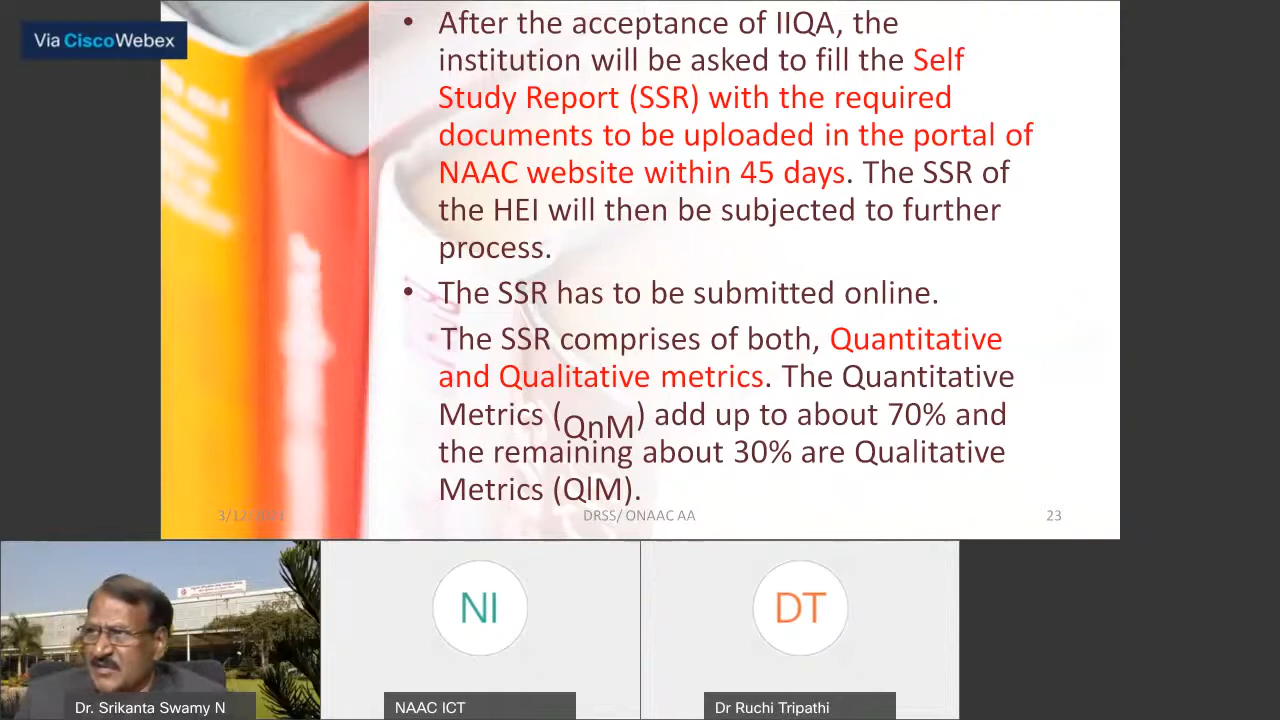 Via CiscoWebex
• After the acceptance of IIQA, the
institution will be asked to fill the Self
Study Report (SSR) with the required
documents to be uploaded in the portal of
NAAC website within 45 days. The SSR of
the HEI will then be subjected to further
process.
• The SSR has to be submitted online.
The SSR comprises of both, Quantitative
and Qualitative metrics. The Quantitative
Metrics (QnM) add up to about 70% and
the remaining about 30% are Qualitative
Metrics (QlM).
DRSS/ ONAAC AA
23
NI
DT
Dr. Srikanta Swamy N
NAAC ICT
Dr Ruchi Tripathi